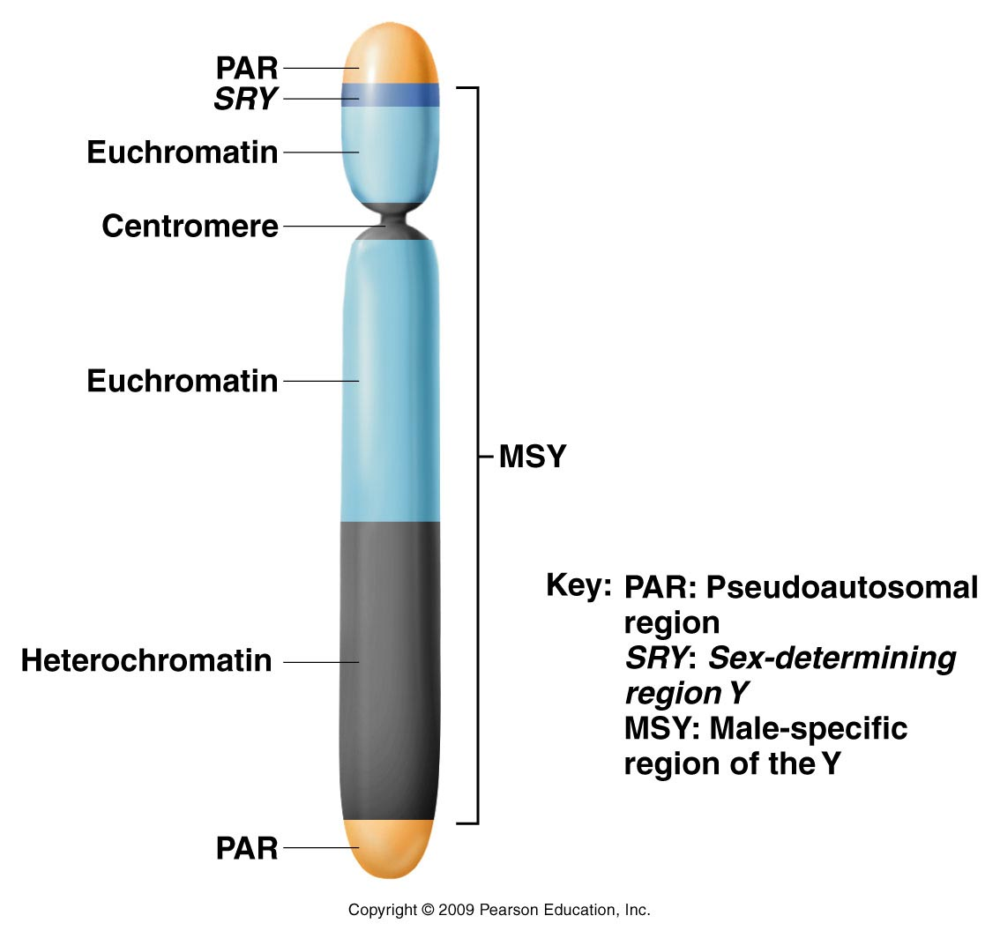 PAR
SRY
Euchromatin
Centromere
Euchromatin
MSY
Heterochromatin
PAR
Key: PAR: Pseudoautosomal
region
SRY: Sex-determining
region Y
MSY: Male-specific
region of the Y
Copyright © 2009 Pearson Education, Inc.